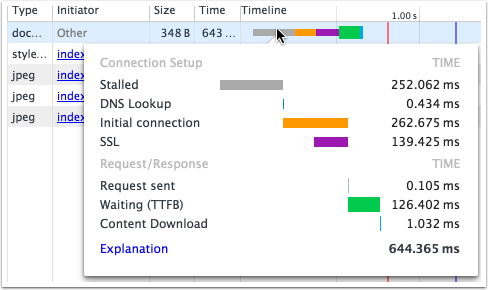 Type Initiator Size Time Timeline
1.00 s
doc... Other 348 B 643 ...
style... index
jpeg index
jpeg index
jpeg index
Connection Setup TIME
Stalled 252.062 ms
DNS Lookup 0.434 ms
Initial connection 262.675 ms
SSL 139.425 ms
Request/Response TIME
Request sent 0.105 ms
Waiting (TTFB) 126.402 ms
Content Download 1.032 ms
Explanation 644.365 ms